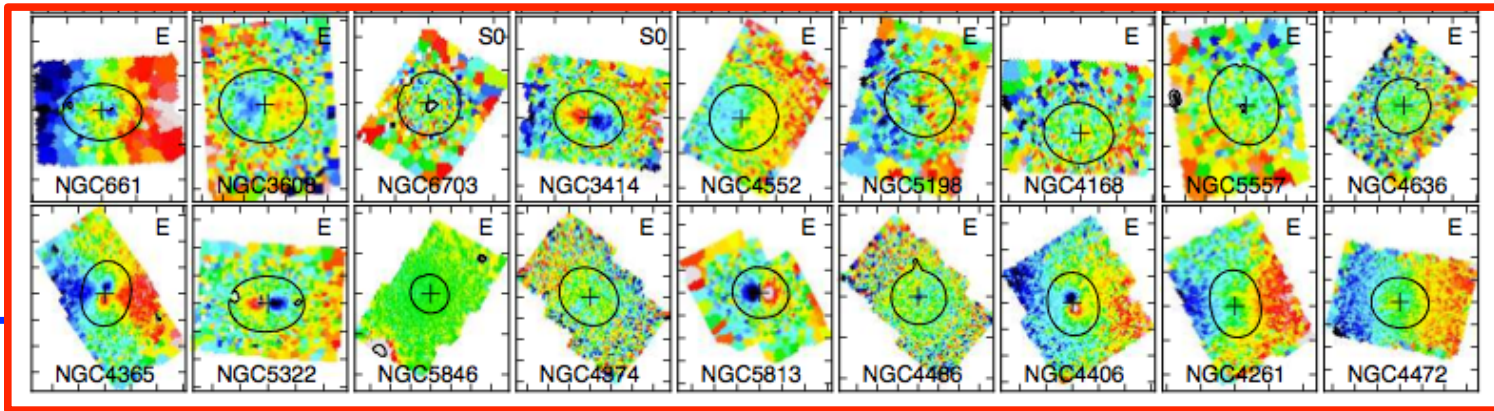 E E S0 S0 E E E E E
NGC661 NGC3608 NGC6703 NGC3414 NGC4552 NGC5198 NGC4168 NGC5557 NGC4636
E E E E E E E E E
NGC4365 NGC5322 NGC5846 NGC4374 NGC5813 NGC4486 NGC4406 NGC4261 NGC4472